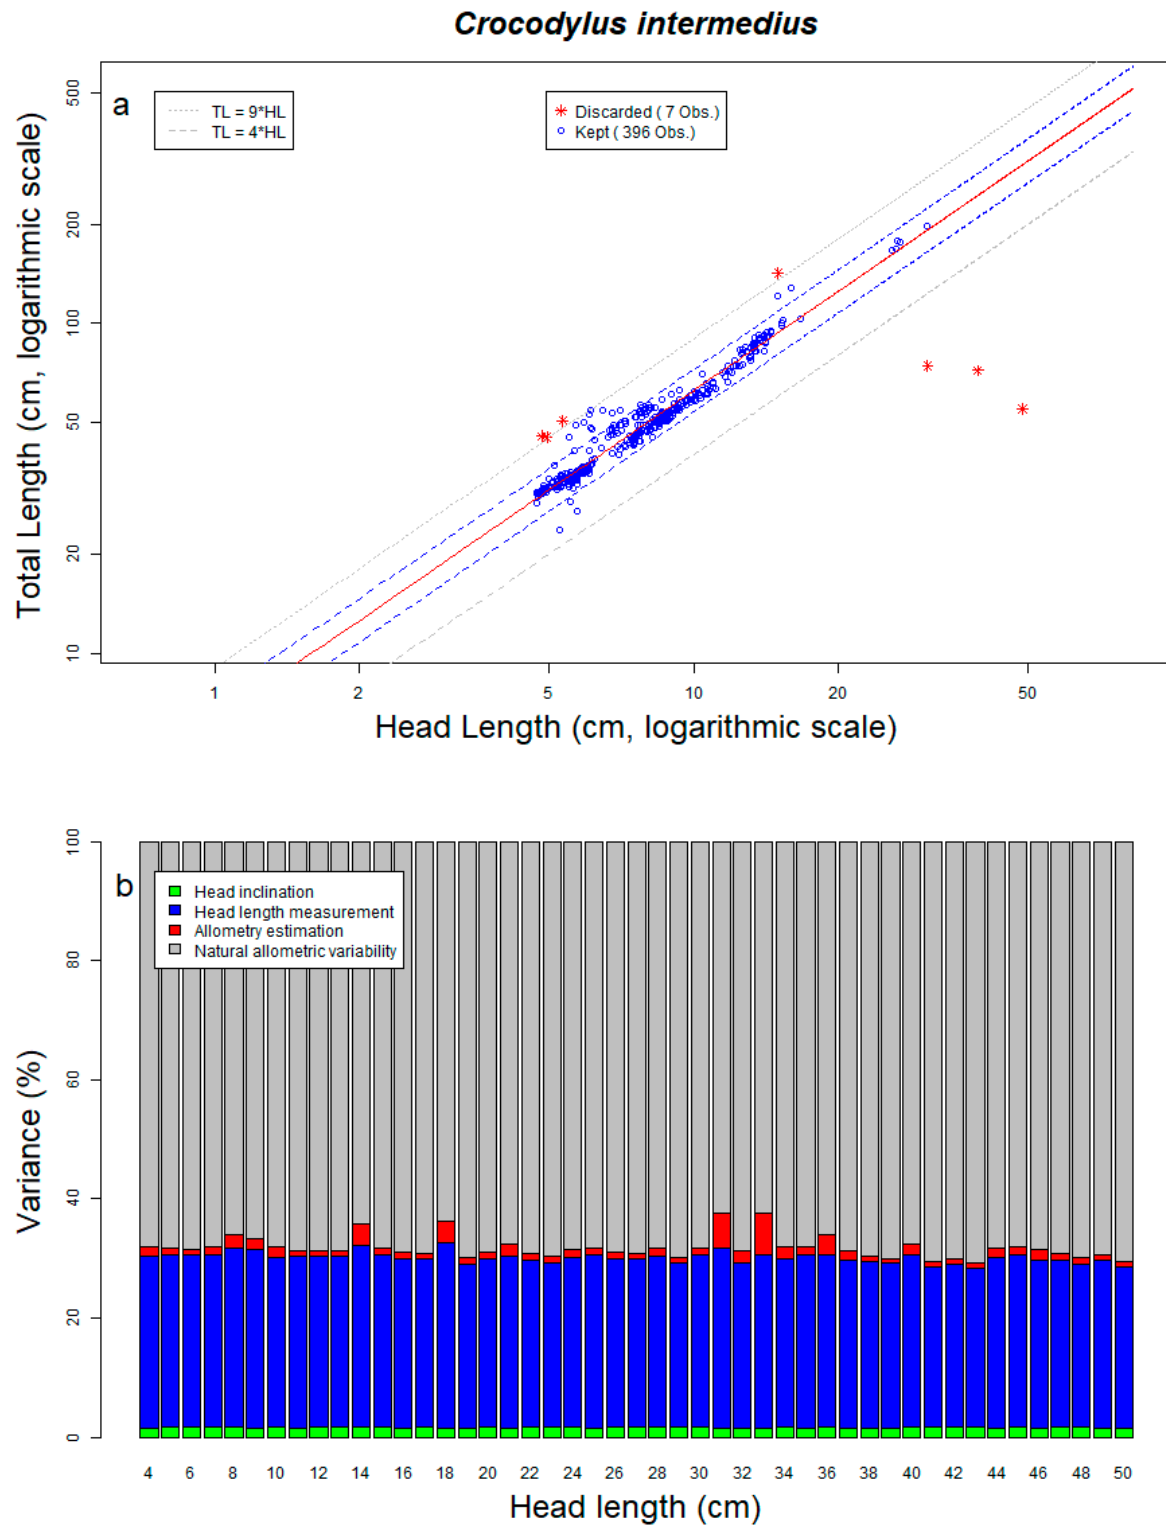 Crocodylus intermedius
a
TL = 9*HL
TL = 4*HL
Discarded ( 7 Obs.)
Kept ( 396 Obs.)
Total Length (cm, logarithmic scale)
500
200
100
50
20
10
1 2 5 10 20 50
Head Length (cm, logarithmic scale)
b
Head inclination
Head length measurement
Allometry estimation
Natural allometric variability
Variance (%)
100
80
60
40
20
0
4 6 8 10 12 14 16 18 20 22 24 26 28 30 32 34 36 38 40 42 44 46 48 50
Head length (cm)